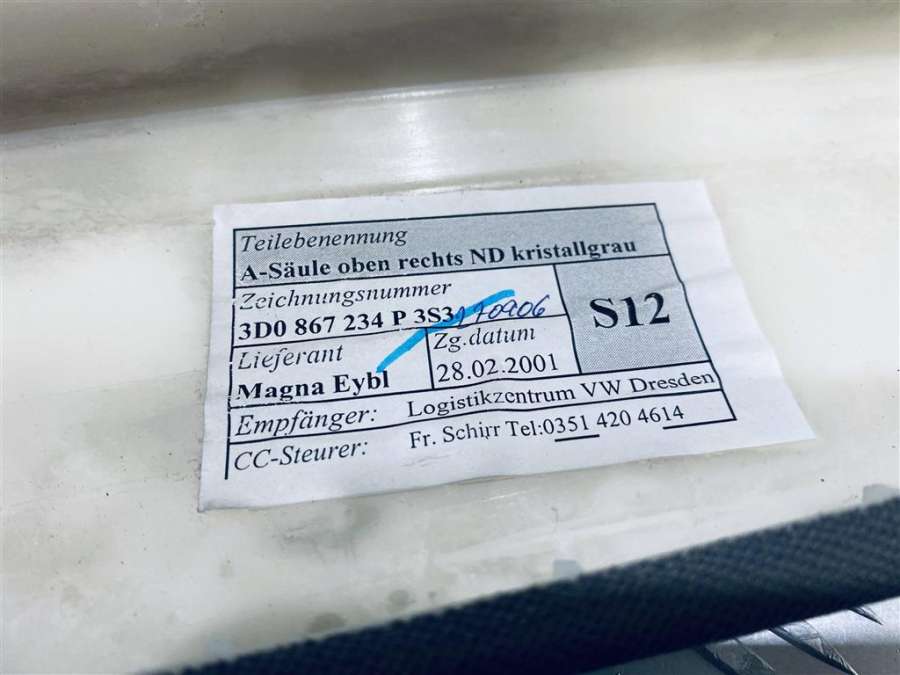 Teilebenennung
A-Säule oben rechts ND kristallgrau
Zeichnungsnummer
3D0 867 234 P 3S3 170906
S12
Lieferant
Magna Eybl
Zg.datum
28.02.2001
Empfänger: Logistikzentrum VW Dresden
CC-Steurer: Fr. Schirr Tel:0351 420 4614